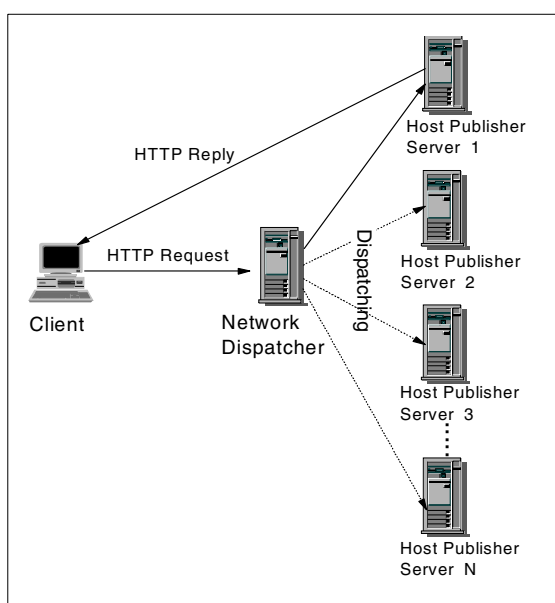 Host Publisher
Server 1
HTTP Reply
HTTP Request
Client
Network
Dispatcher
Dispatching
Host Publisher
Server 2
Host Publisher
Server 3
Host Publisher
Server N